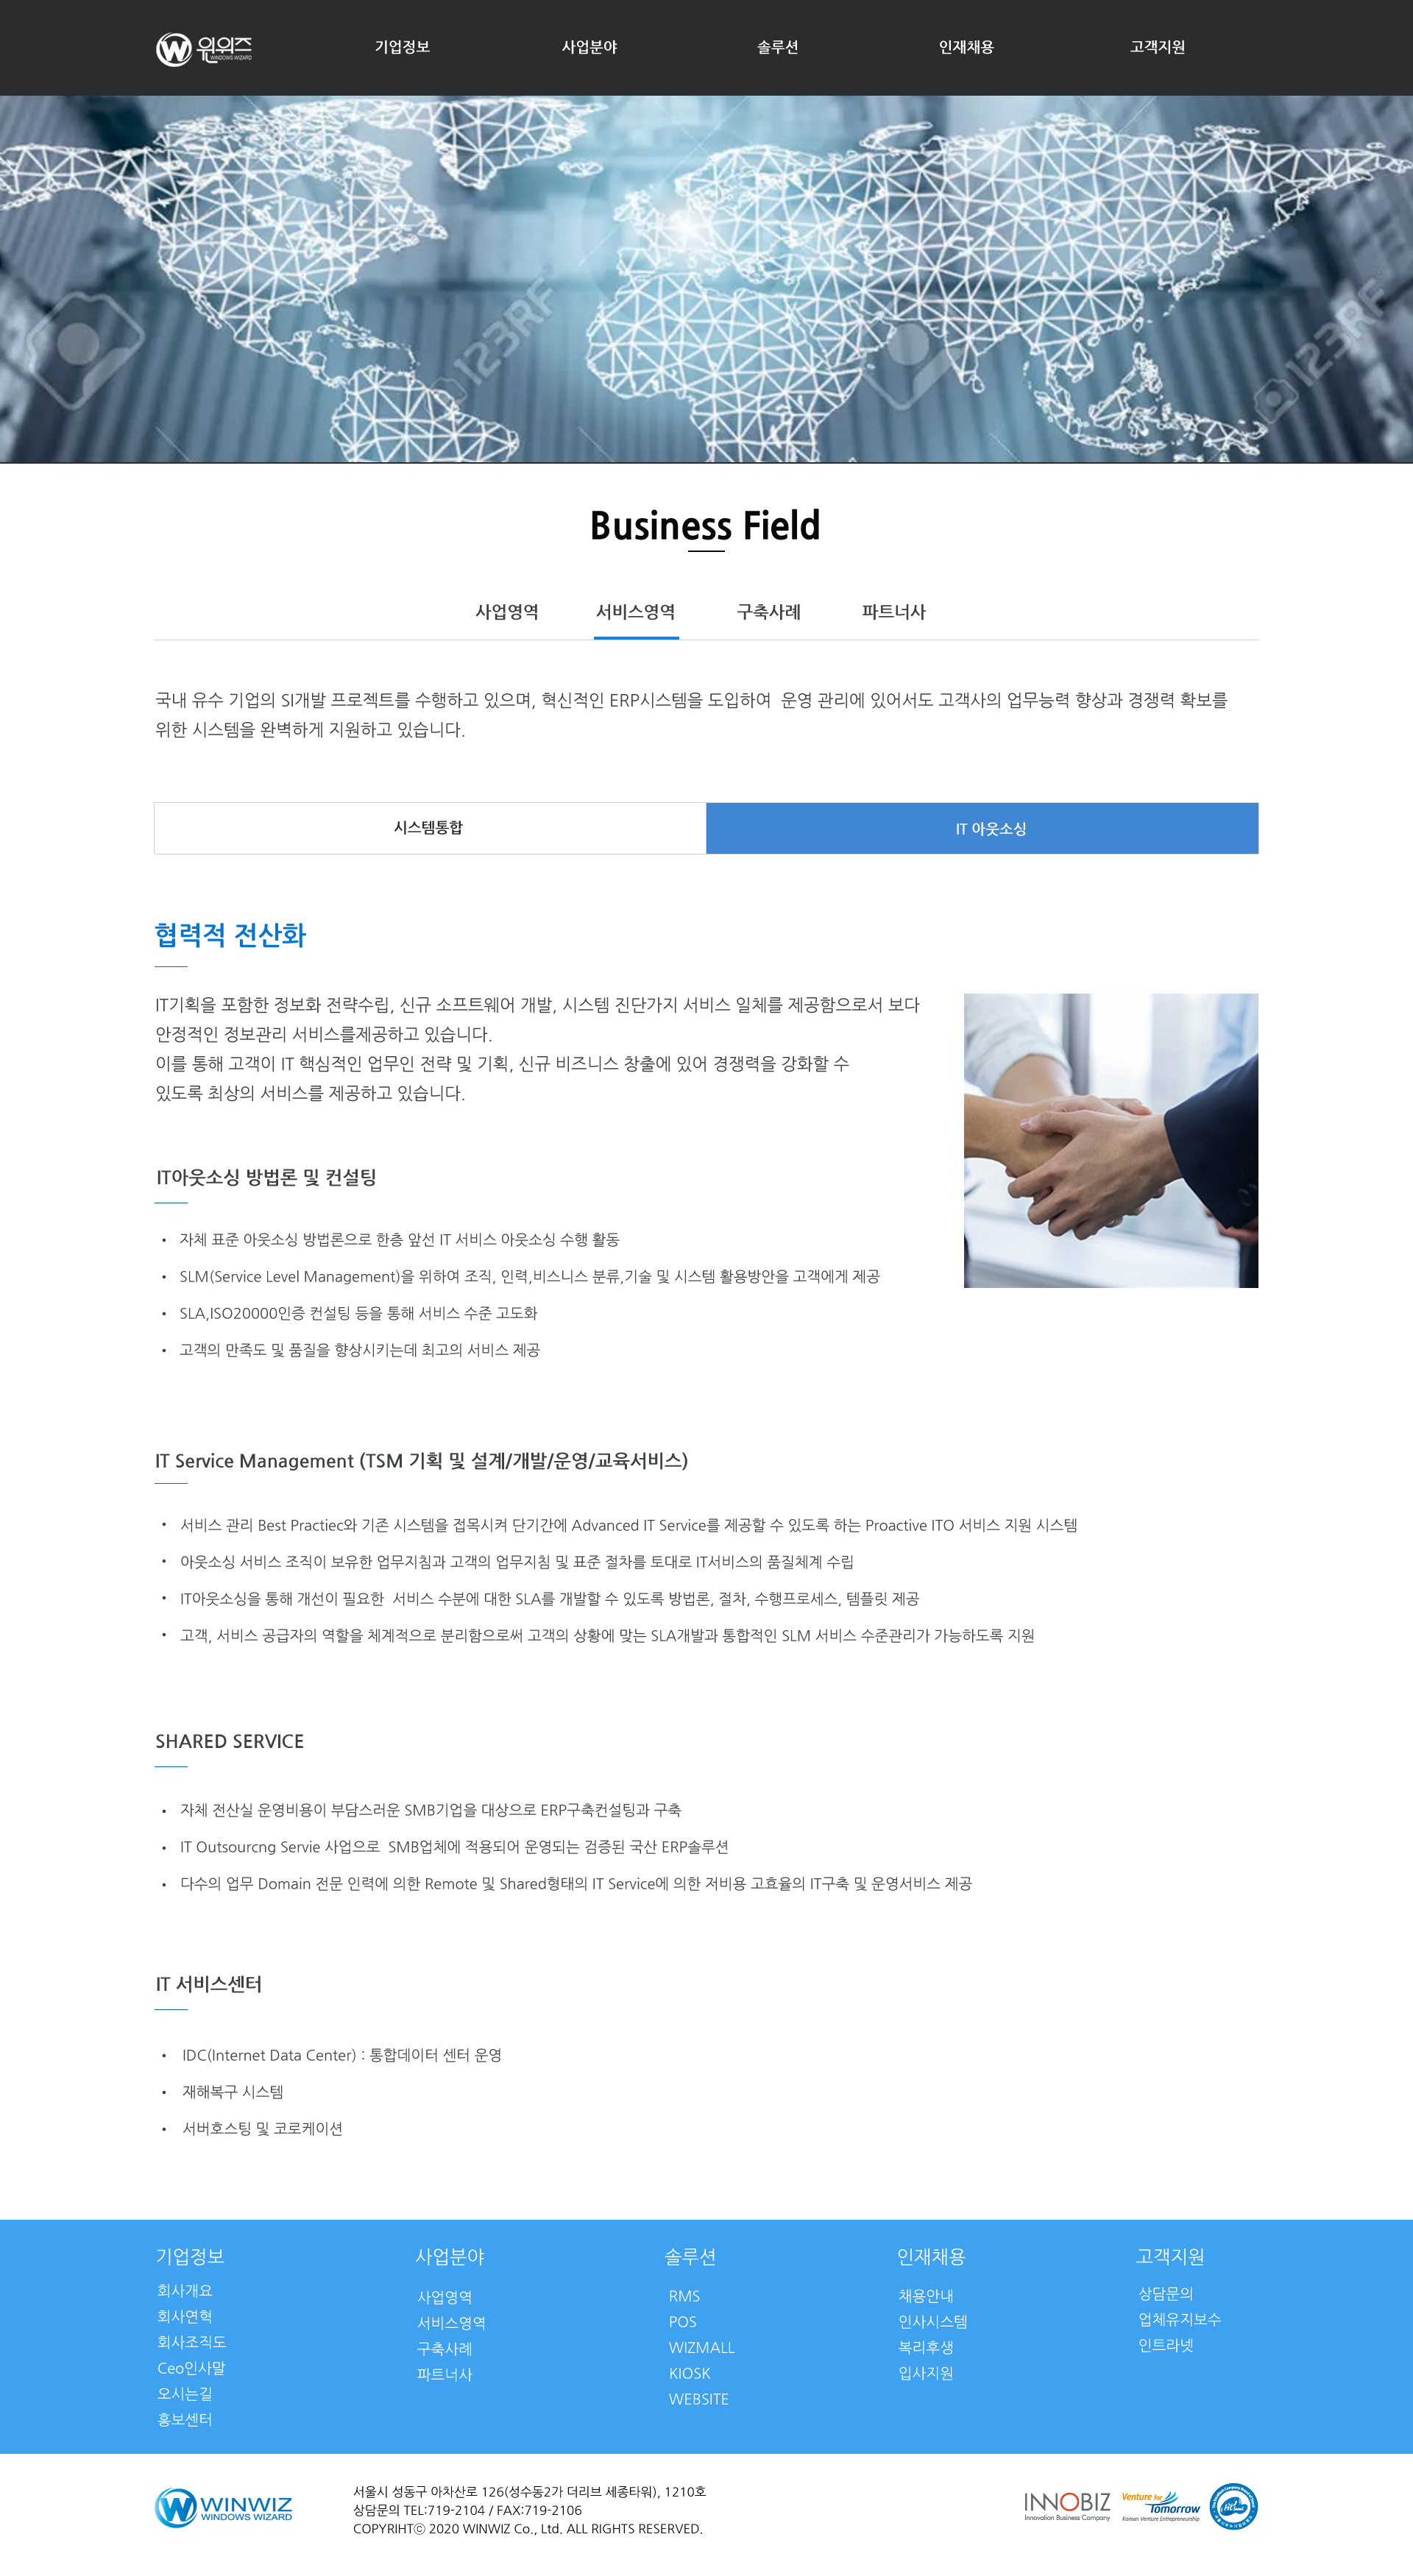 윈위즈
WINDOWS WIZARD
기업정보
사업분야
솔루션
인재채용
고객지원
123RF
123RF
Business Field
사업영역
서비스영역
구축사례
파트너사
국내 유수 기업의 SI개발 프로젝트를 수행하고 있으며, 혁신적인 ERP시스템을 도입하여 운영 관리에 있어서도 고객사의 업무능력 향상과 경쟁력 확보를
위한 시스템을 완벽하게 지원하고 있습니다.
시스템통합
IT 아웃소싱
협력적 전산화
IT기획을 포함한 정보화 전략수립, 신규 소프트웨어 개발, 시스템 진단가지 서비스 일체를 제공함으로서 보다
안정적인 정보관리 서비스를제공하고 있습니다.
이를 통해 고객이 IT 핵심적인 업무인 전략 및 기획, 신규 비즈니스 창출에 있어 경쟁력을 강화할 수
있도록 최상의 서비스를 제공하고 있습니다.
IT아웃소싱 방법론 및 컨설팅
• 자체 표준 아웃소싱 방법론으로 한층 앞선 IT 서비스 아웃소싱 수행 활동
• SLM(Service Level Management)을 위하여 조직, 인력,비스니스 분류,기술 및 시스템 활용방안을 고객에게 제공
• SLA,ISO20000인증 컨설팅 등을 통해 서비스 수준 고도화
• 고객의 만족도 및 품질을 향상시키는데 최고의 서비스 제공
IT Service Management (TSM 기획 및 설계/개발/운영/교육서비스)
• 서비스 관리 Best Practiec와 기존 시스템을 접목시켜 단기간에 Advanced IT Service를 제공할 수 있도록 하는 Proactive ITO 서비스 지원 시스템
• 아웃소싱 서비스 조직이 보유한 업무지침과 고객의 업무지침 및 표준 절차를 토대로 IT서비스의 품질체계 수립
• IT아웃소싱을 통해 개선이 필요한 서비스 수분에 대한 SLA를 개발할 수 있도록 방법론, 절차, 수행프로세스, 템플릿 제공
• 고객, 서비스 공급자의 역할을 체계적으로 분리함으로써 고객의 상황에 맞는 SLA개발과 통합적인 SLM 서비스 수준관리가 가능하도록 지원
SHARED SERVICE
• 자체 전산실 운영비용이 부담스러운 SMB기업을 대상으로 ERP구축컨설팅과 구축
• IT Outsourcng Servie 사업으로 SMB업체에 적용되어 운영되는 검증된 국산 ERP솔루션
• 다수의 업무 Domain 전문 인력에 의한 Remote 및 Shared형태의 IT Service에 의한 저비용 고효율의 IT구축 및 운영서비스 제공
IT 서비스센터
• IDC(Internet Data Center) : 통합데이터 센터 운영
• 재해복구 시스템
• 서버호스팅 및 코로케이션
기업정보
회사개요
회사연혁
회사조직도
Ceo인사말
오시는길
홍보센터
사업분야
사업영역
서비스영역
구축사례
파트너사
솔루션
RMS
POS
WIZMALL
KIOSK
WEBSITE
인재채용
채용안내
인사시스템
복리후생
입사지원
고객지원
상담문의
업체유지보수
인트라넷
WINWIZ
WINDOWS WIZARD
서울시 성동구 아차산로 126(성수동2가 더리브 세종타워), 1210호
상담문의 TEL:719-2104 / FAX:719-2106
COPYRIHTⓒ 2020 WINWIZ Co., Ltd. ALL RIGHTS RESERVED.
INNOBIZ
Innovation Business Company
Venture for
Tomorrow
Korean Venture Entrepreneurship